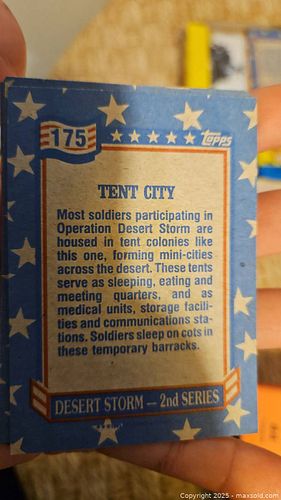 175
topps
TENT CITY
Most soldiers participating in
Operation Desert Storm are
housed in tent colonies like
this one, forming mini-cities
across the desert. These tents
serve as sleeping, eating and
meeting quarters, and as
medical units, storage facili-
ties and communications sta-
tions. Soldiers sleep on cots in
these temporary barracks.
DESERT STORM — 2nd SERIES
Copyright © 2025 - maxsold.com